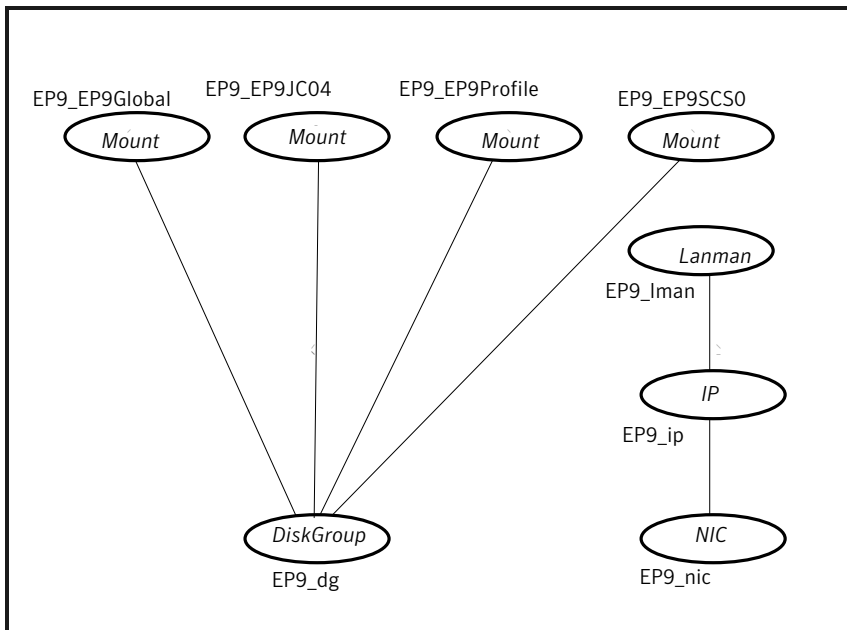 EP9_EP9Global
EP9_EP9JC04
EP9_EP9Profile
EP9_EP9SCS0
Mount
Mount
Mount
Mount
Lanman
EP9_lman
IP
EP9_ip
DiskGroup
EP9_dg
NIC
EP9_nic